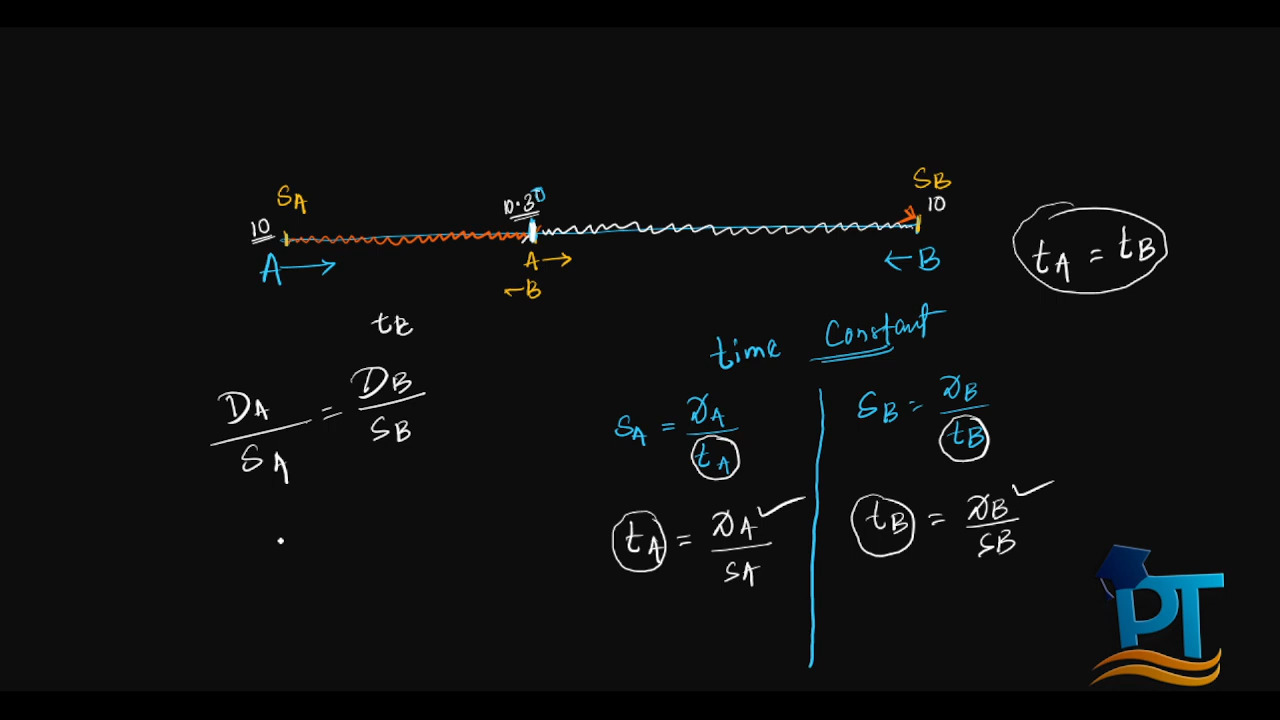 SA
SB
10
10.30
10
A →
A →
← B
← B
tA = tB
tB
time Constant
DA/SA = DB/SB
SA = DA/tA
SB = DB/tB
tA = DA/SA
tB = DB/SB
PT